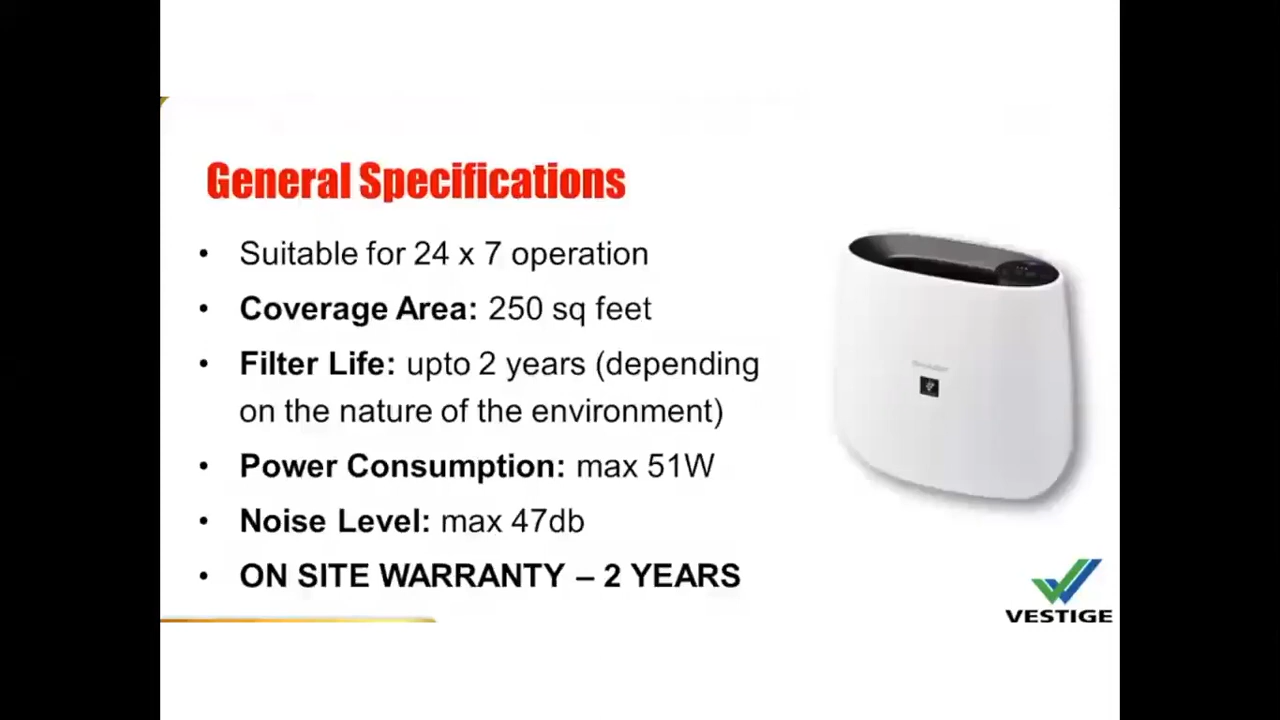 General Specifications
• Suitable for 24 x 7 operation
• Coverage Area: 250 sq feet
• Filter Life: upto 2 years (depending
on the nature of the environment)
• Power Consumption: max 51W
• Noise Level: max 47db
• ON SITE WARRANTY – 2 YEARS
VESTIGE